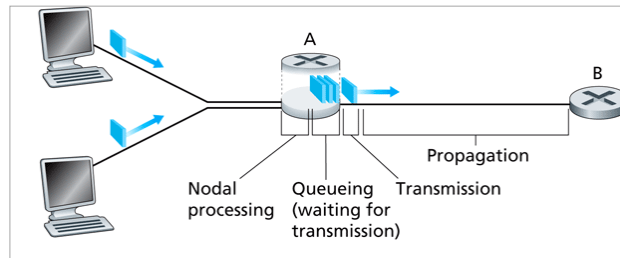 A
B
Propagation
Nodal
processing
Queueing
(waiting for
transmission)
Transmission